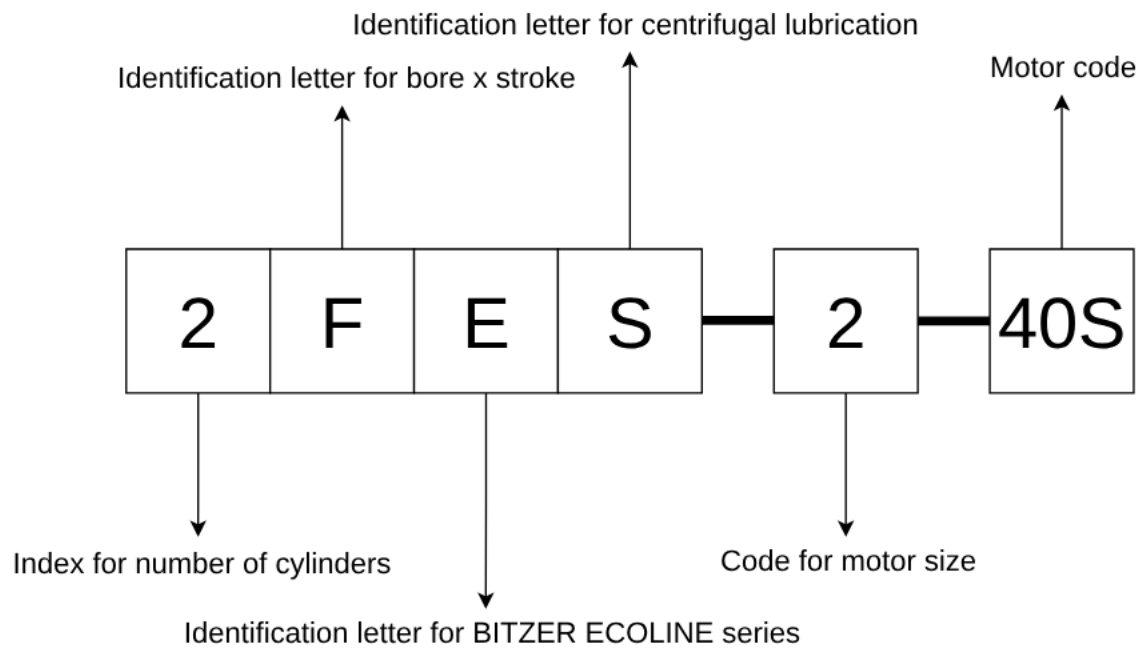 Identification letter for centrifugal lubrication
Identification letter for bore x stroke
Motor code
2 F E S 2 40S
Index for number of cylinders
Code for motor size
Identification letter for BITZER ECOLINE series